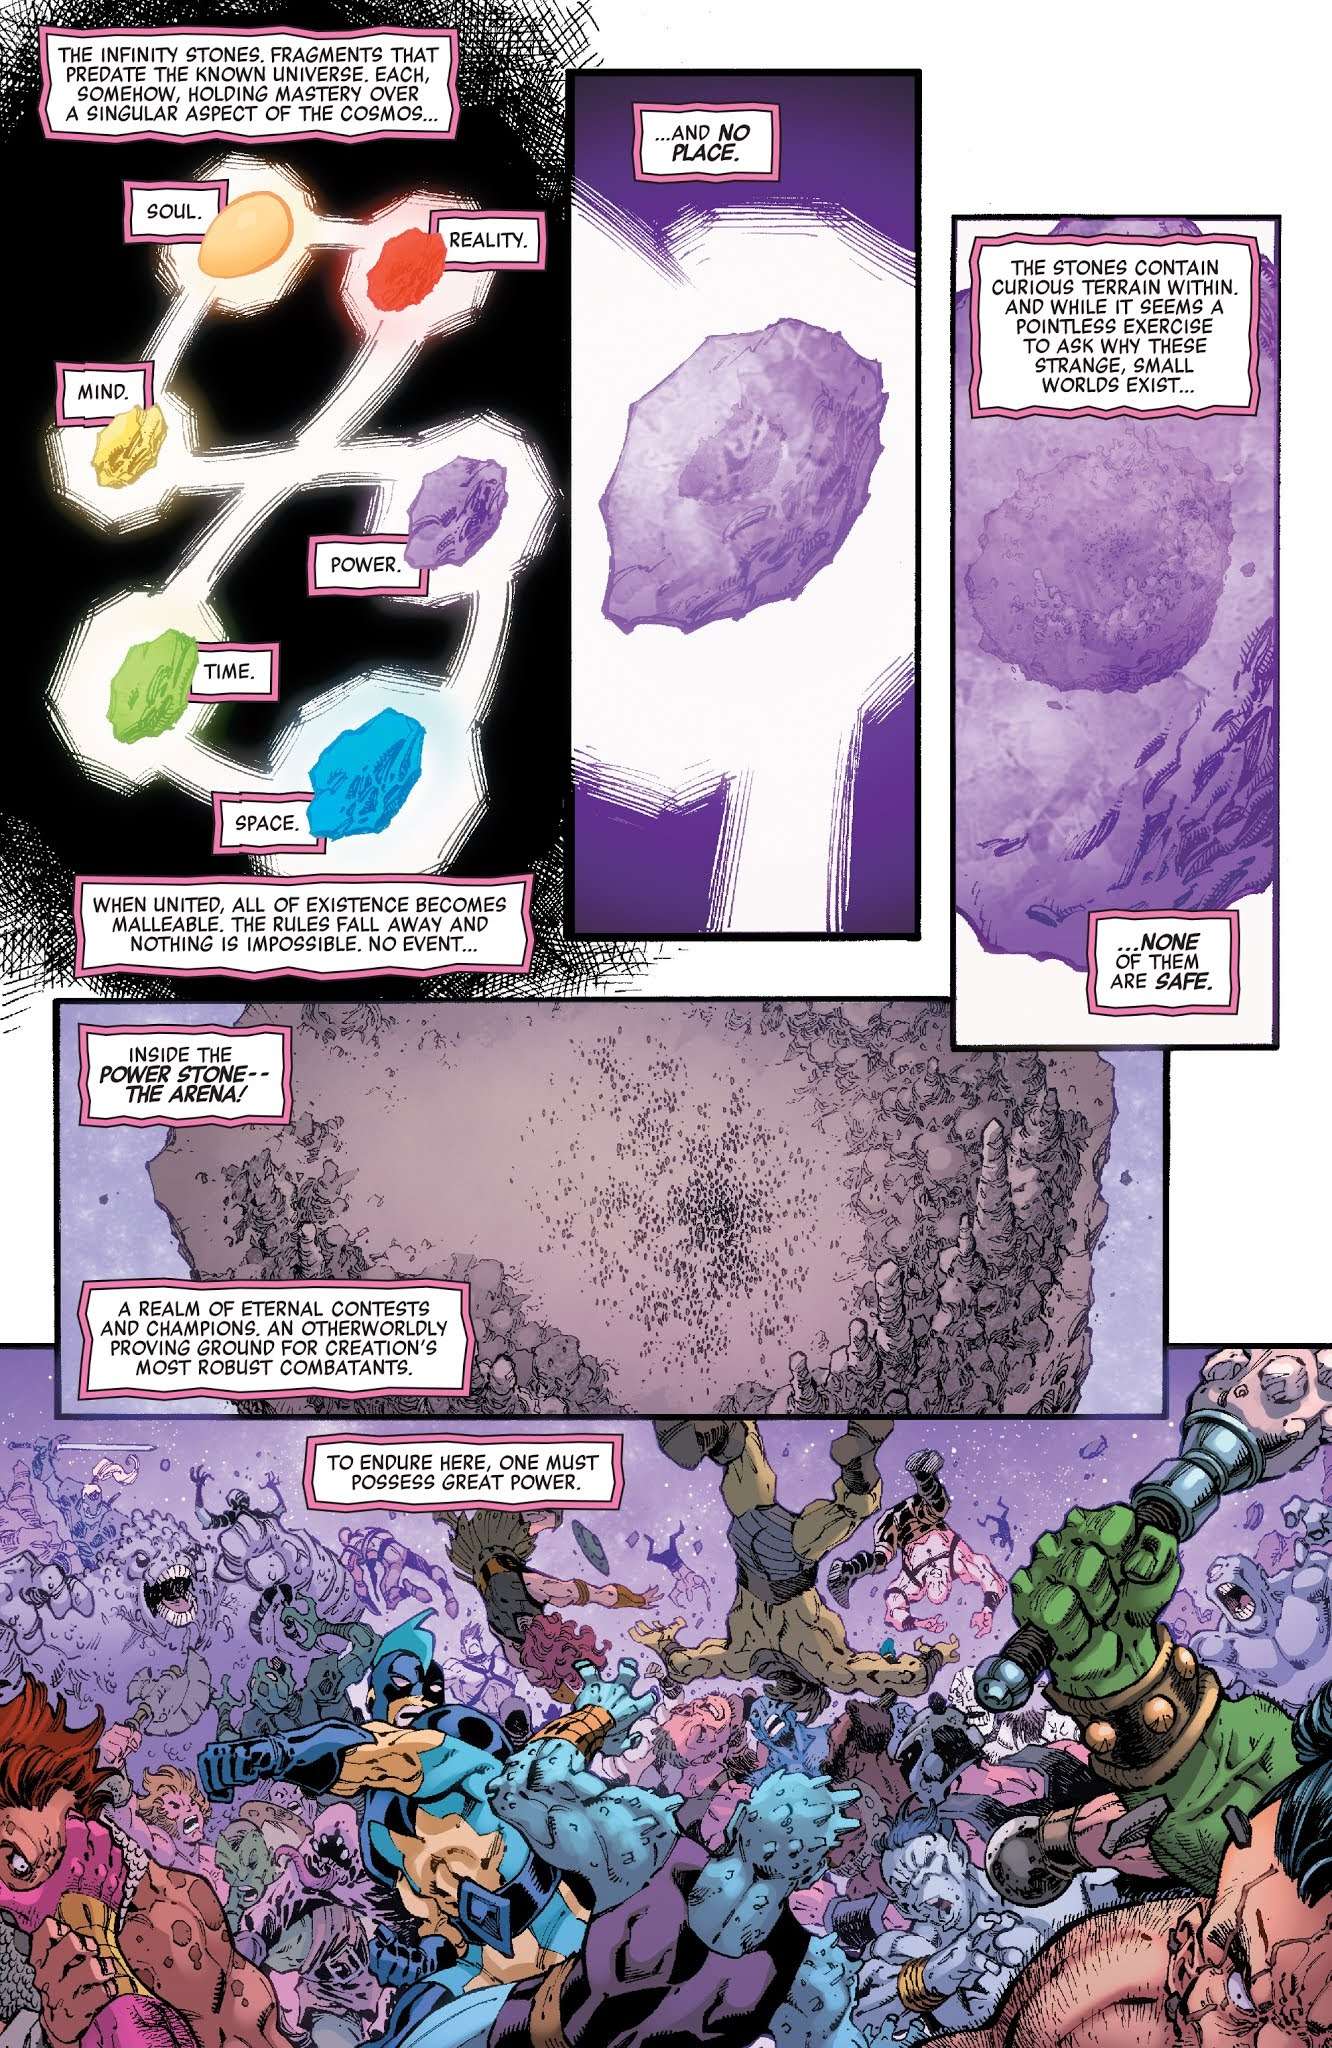 THE INFINITY STONES. FRAGMENTS THAT
PREDATE THE KNOWN UNIVERSE. EACH,
SOMEHOW, HOLDING MASTERY OVER
A SINGULAR ASPECT OF THE COSMOS...
SOUL.
REALITY.
MIND.
POWER.
TIME.
SPACE.
WHEN UNITED, ALL OF EXISTENCE BECOMES
MALLEABLE. THE RULES FALL AWAY AND
NOTHING IS IMPOSSIBLE. NO EVENT...
...AND NO
PLACE.
THE STONES CONTAIN
CURIOUS TERRAIN WITHIN.
AND WHILE IT SEEMS A
POINTLESS EXERCISE
TO ASK WHY THESE
STRANGE, SMALL
WORLDS EXIST...
...NONE
OF THEM
ARE SAFE.
INSIDE THE
POWER STONE--
THE ARENA!
A REALM OF ETERNAL CONTESTS
AND CHAMPIONS. AN OTHERWORLDLY
PROVING GROUND FOR CREATION'S
MOST ROBUST COMBATANTS.
TO ENDURE HERE, ONE MUST
POSSESS GREAT POWER.